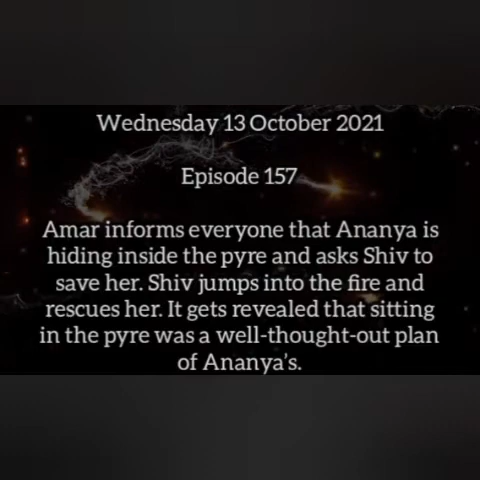 Wednesday 13 October 2021
Episode 157
Amar informs everyone that Ananya is
hiding inside the pyre and asks Shiv to
save her. Shiv jumps into the fire and
rescues her. It gets revealed that sitting
in the pyre was a well-thought-out plan
of Ananya's.